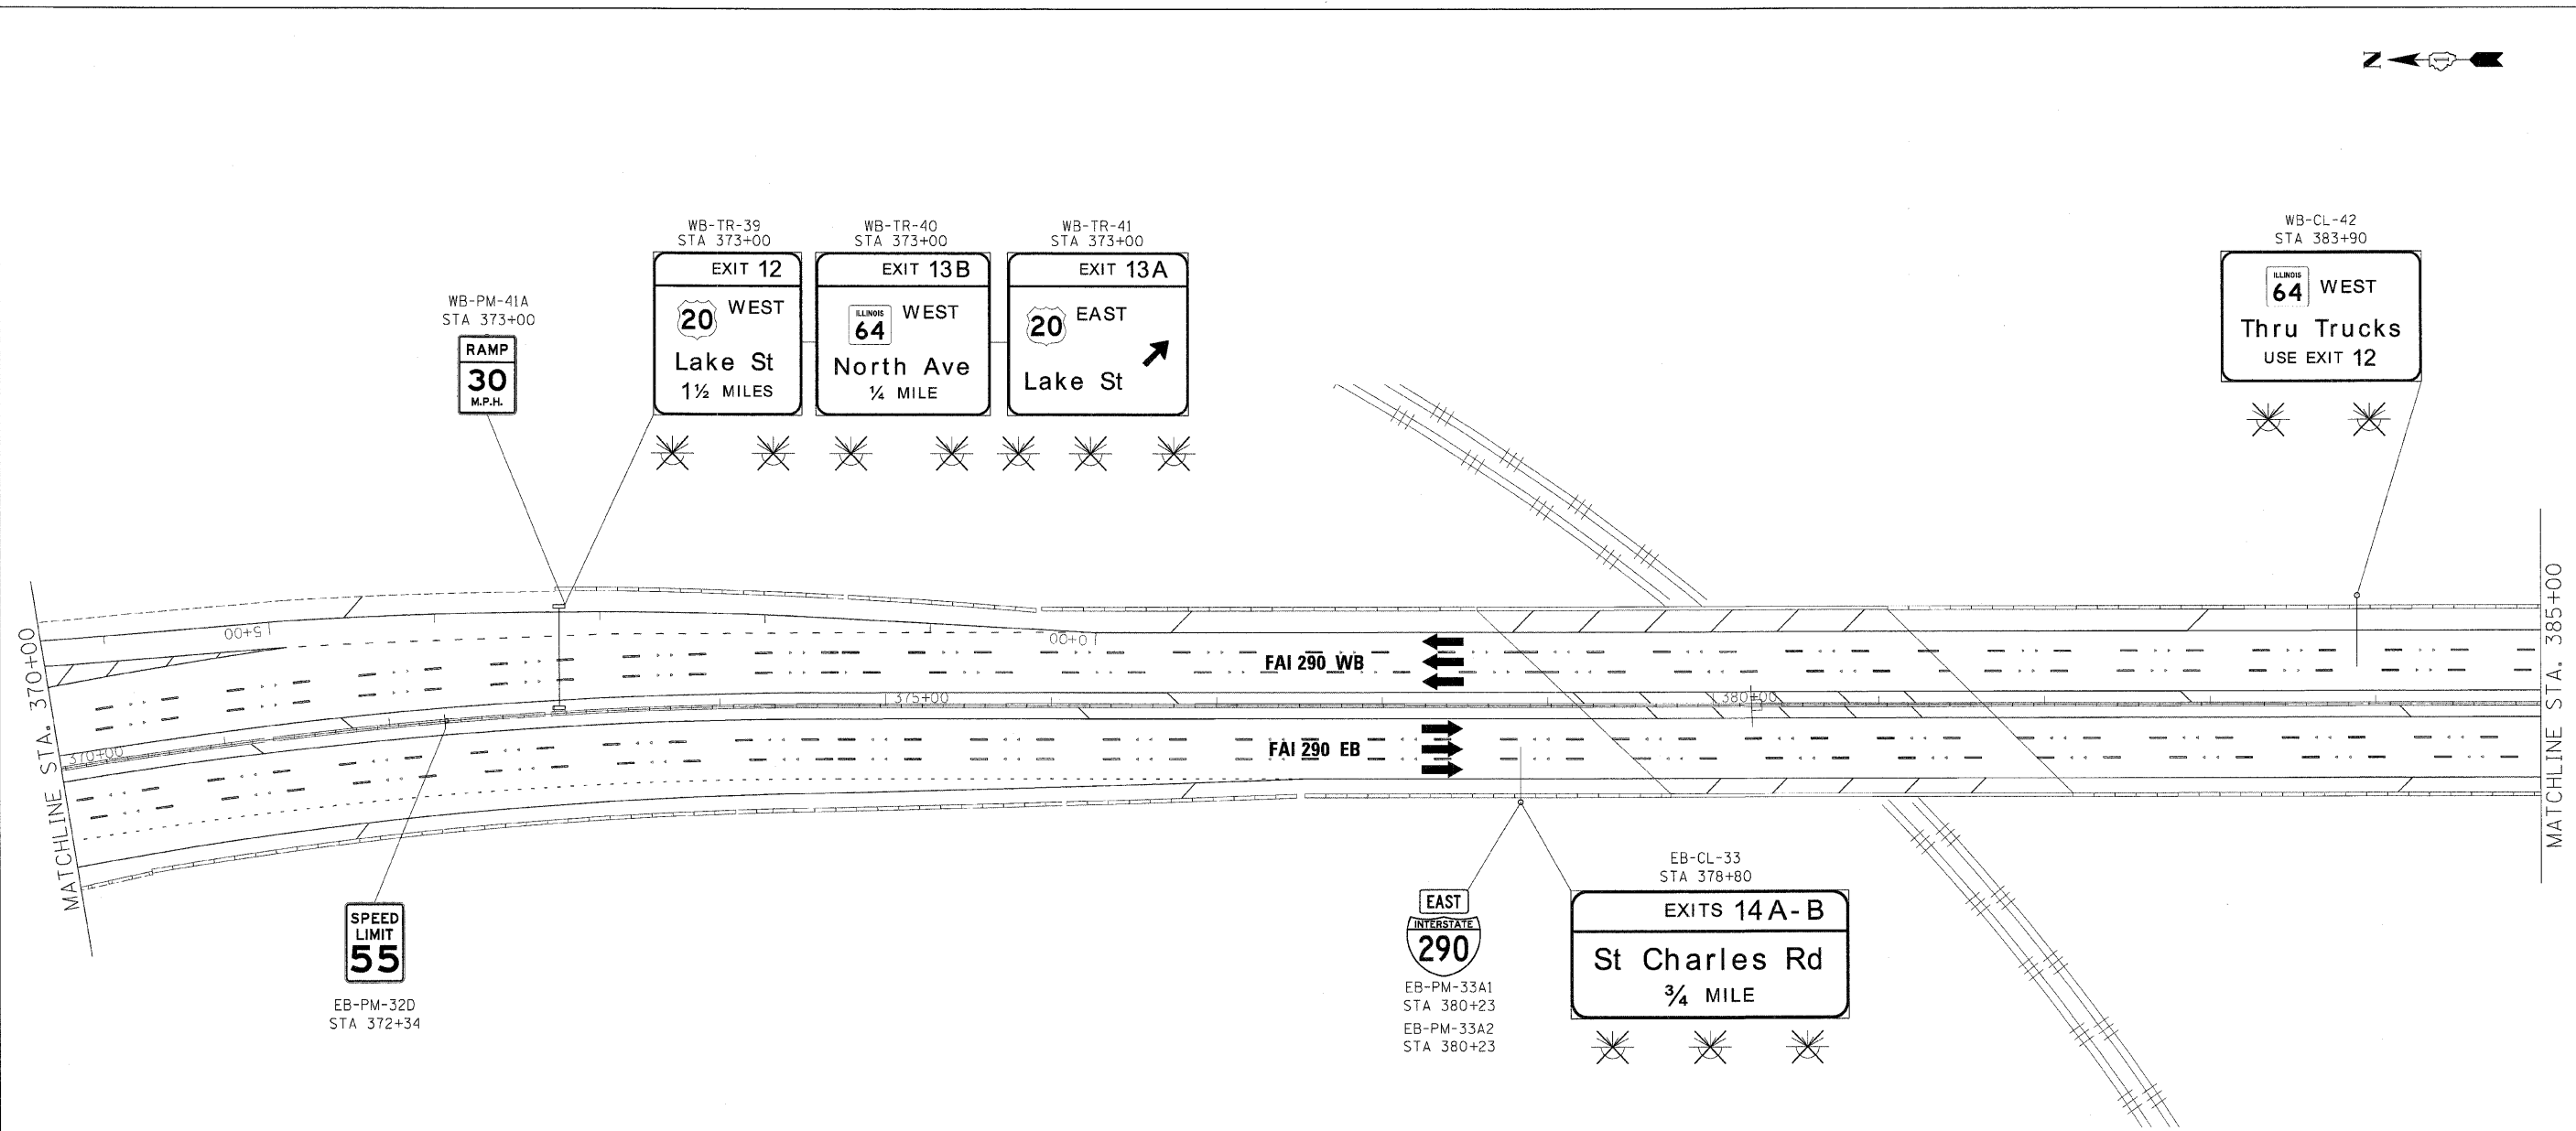 N
WB-TR-39
STA 373+00
EXIT 12
20 WEST
Lake St
1½ MILES
WB-TR-40
STA 373+00
EXIT 13B
ILLINOIS
64 WEST
North Ave
¼ MILE
WB-TR-41
STA 373+00
EXIT 13A
20 EAST
Lake St
WB-CL-42
STA 383+90
ILLINOIS
64 WEST
Thru Trucks
USE EXIT 12
WB-PM-41A
STA 373+00
RAMP
30
M.P.H.
MATCHLINE STA. 370+00
5+00
0+00
FAI 290 WB
370+00
375+00
380+00
FAI 290 EB
MATCHLINE STA. 385+00
SPEED
LIMIT
55
EB-PM-32D
STA 372+34
EAST
INTERSTATE
290
EB-PM-33A1
STA 380+23
EB-PM-33A2
STA 380+23
EB-CL-33
STA 378+80
EXITS 14A-B
St Charles Rd
¾ MILE